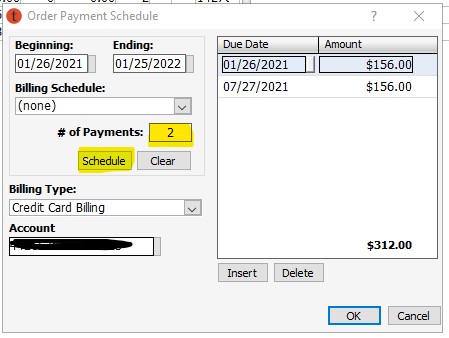 Order Payment Schedule
Beginning: Ending:
01/26/2021 01/25/2022
Billing Schedule:
(none)
# of Payments: 2
Schedule Clear
Billing Type:
Credit Card Billing
Account
Due Date Amount
01/26/2021 $156.00
07/27/2021 $156.00
$312.00
Insert Delete
OK Cancel